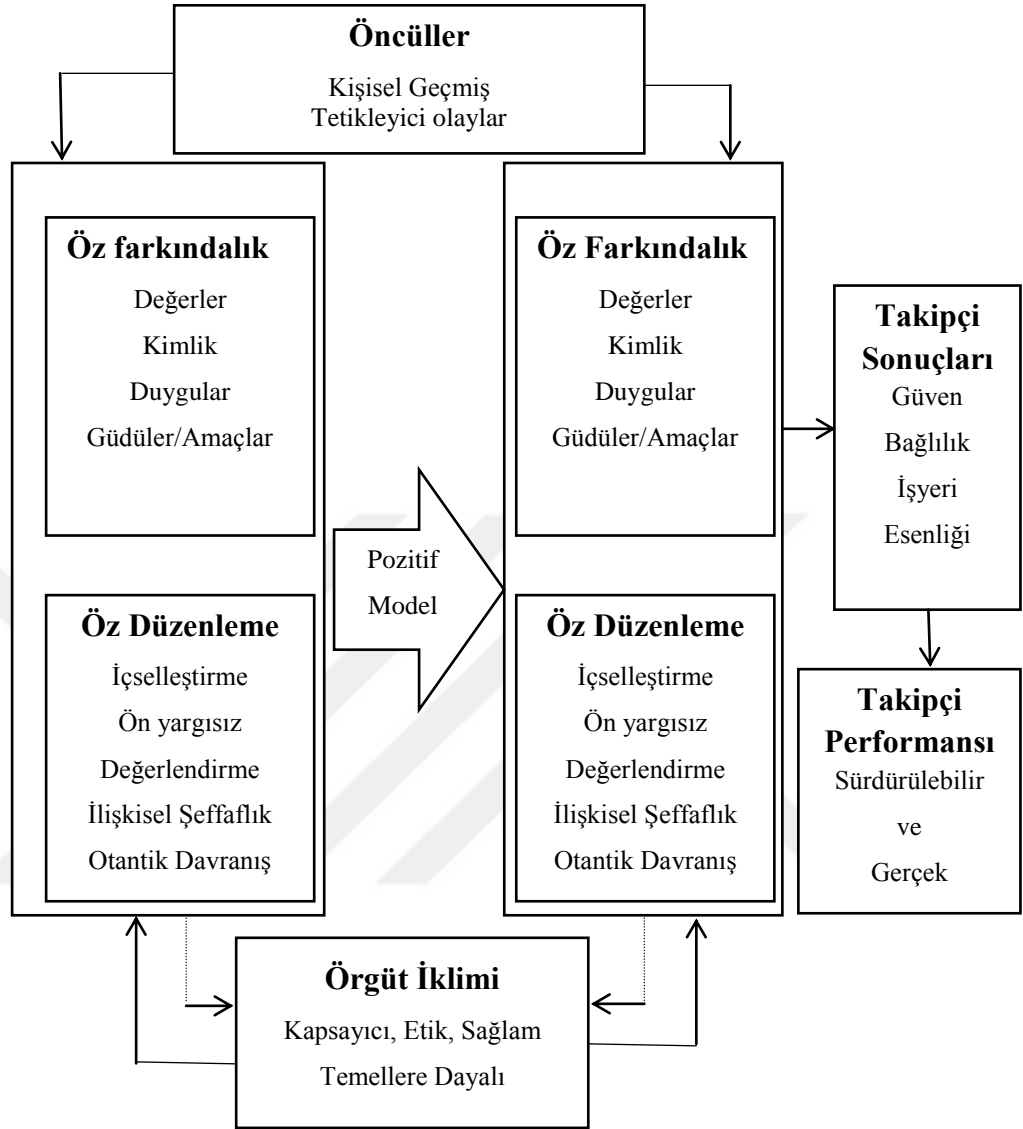 Öncüller
Kişisel Geçmiş
Tetikleyici olaylar
Öz farkındalık
Değerler
Kimlik
Duygular
Güdüler/Amaçlar
Öz Düzenleme
İçselleştirme
Ön yargısız
Değerlendirme
İlişkisel Şeffaflık
Otantik Davranış
Pozitif
Model
Öz Farkındalık
Değerler
Kimlik
Duygular
Güdüler/Amaçlar
Öz Düzenleme
İçselleştirme
Ön yargısız
Değerlendirme
İlişkisel Şeffaflık
Otantik Davranış
Takipçi
Sonuçları
Güven
Bağlılık
İşyeri
Esenliği
Takipçi
Performansı
Sürdürülebilir
ve
Gerçek
Örgüt İklimi
Kapsayıcı, Etik, Sağlam
Temellere Dayalı